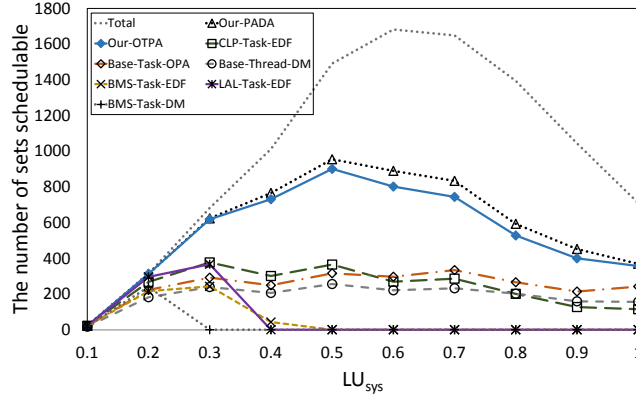 1800
1600
1400
1200
1000
800
600
400
200
0
The number of sets schedulable
Total
Our-PADA
Our-OTPA
CLP-Task-EDF
Base-Task-OPA
Base-Thread-DM
BMS-Task-EDF
LAL-Task-EDF
BMS-Task-DM
0.1 0.2 0.3 0.4 0.5 0.6 0.7 0.8 0.9 1
LUsys